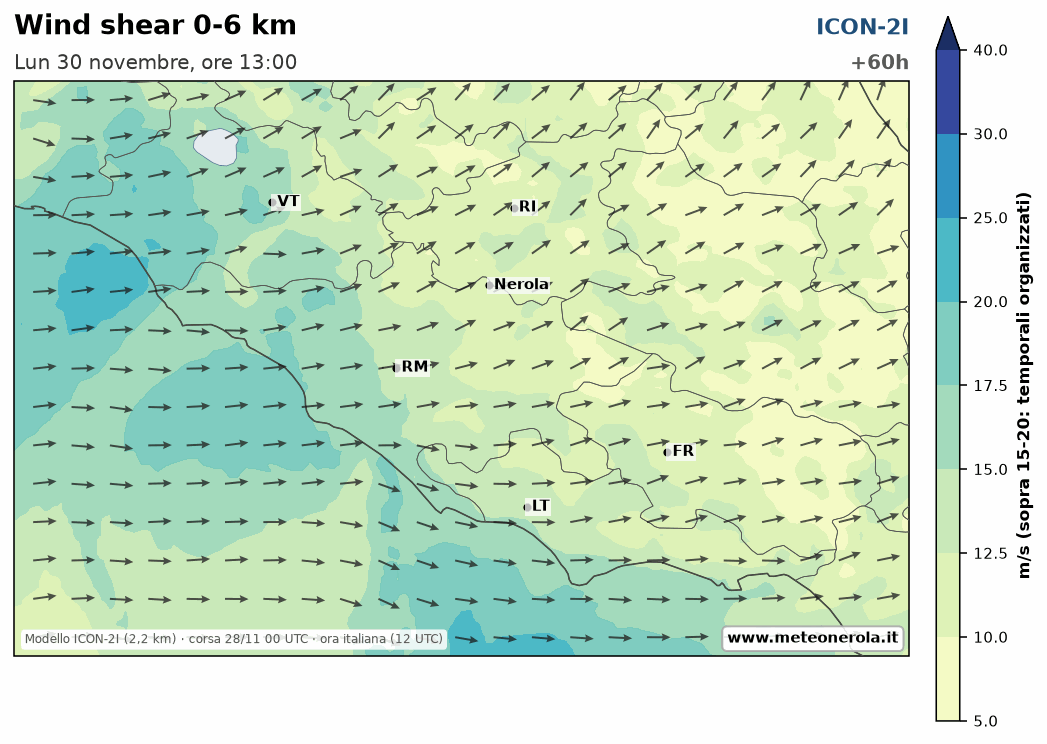 Wind shear 0-6 km
ICON-2I
Lun 30 novembre, ore 13:00
+60h
VT
RI
Nerola
RM
FR
LT
Modello ICON-2I (2,2 km) · corsa 28/11 00 UTC · ora italiana (12 UTC)
www.meteonerola.it
40.0
30.0
25.0
20.0
17.5
15.0
12.5
10.0
5.0
m/s (sopra 15-20: temporali organizzati)